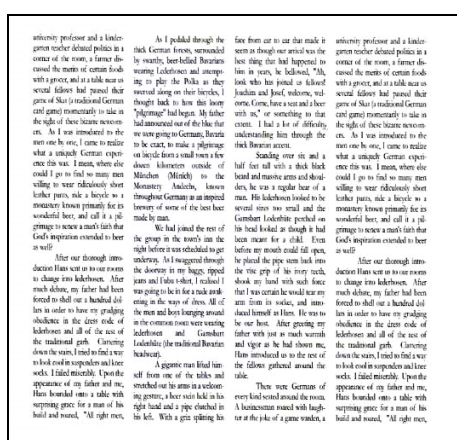 university professor and a kinder-
garten teacher debated politics in a
corner of the room, a farmer dis-
cussed the merits of certain foods
with a grocer, and at a table near us
several fellows had paused their
game of Skat (a traditional German
card game) momentarily to take in
the sight of these bizarre newcom-
ers. As I was introduced to the
men one by one, I came to realize
what a uniquely German experi-
ence this was. I mean, where else
could I go to find so many men
willing to wear ridiculously short
leather pants, ride a bicycle to a
monastery known primarily for its
wonderful beer, and call it a pil-
grimage to renew a man's faith that
God's inspiration extended to beer
as well?
After our thorough intro-
duction Hans sent us to our rooms
to change into lederhosen. After
much debate, my father had been
forced to shell out a hundred dol-
lars in order to have my grudging
obedience in the dress code of
lederhosen and all of the rest of
the traditional garb. Clattering
down the stairs, I tried to find a way
to look cool in suspenders and knee
socks. I failed miserably. Upon the
appearance of my father and me,
Hans bounded onto a table with
surprising grace for a man of his
build and roared, "All right men,
As I pedaled through the
thick German forests, surrounded
by swarthy, beer-bellied Bavarians
wearing Lederhosen and attempt-
ing to play the Polka as they
swerved along on their bicycles, I
thought back to how this loony
"pilgrimage" had begun. My father
had announced out of the blue that
we were going to Germany, Bavaria
to be exact, to make a pilgrimage
on bicycle from a small town a few
dozen kilometers outside of
München (Münich) to the
Monastery Andechs, known
throughout Germany as an inspired
brewery of some of the best beer
made by man.
We had joined the rest of
the group in the town's inn the
night before it was scheduled to get
underway. As I swaggered through
the doorway in my baggy, ripped
jeans and Fubu t-shirt, I realized I
was going to be in for a rude awak-
ening in the ways of dress. All of
the men and boys lounging around
in the common room were wearing
lederhosen and Gamsbart
Lodenhüte (the traditional Bavarian
headwear).
A gigantic man lifted him-
self from one of the tables and
stretched out his arms in a welcom-
ing gesture, a beer stein held in his
right hand and a pipe clutched in
his left. With a grin splitting his
face from ear to ear that made it
seem as though our arrival was the
best thing that had happened to
him in years, he bellowed, "Ah,
look who has joined us fellows!
Joachim and Josef, welcome, wel-
come. Come, have a seat and a beer
with us," or something to that
extent. I had a lot of difficulty
understanding him through the
thick Bavarian accent.
Standing over six and a
half feet tall with a thick black
beard and massive arms and shoul-
ders, he was a regular bear of a
man. His lederhosen looked to be
several sizes too small and the
Gamsbart Lodenhüte perched on
his head looked as though it had
been meant for a child. Even
before my mouth could fall open,
he placed the pipe stem back into
the vise grip of his ivory teeth,
shook my hand with such force
that I was certain he would tear my
arm from its socket, and intro-
duced himself as Hans. He was to
be our host. After greeting my
father with just as much warmth
and vigor as he had shown me,
Hans introduced us to the rest of
the fellows gathered around the
table.
There were Germans of
every kind seated around the room.
A businessman roared with laugh-
ter at the joke of a game warden, a
university professor and a kinder-
garten teacher debated politics in a
corner of the room, a farmer dis-
cussed the merits of certain foods
with a grocer, and at a table near us
several fellows had paused their
game of Skat (a traditional German
card game) momentarily to take in
the sight of these bizarre newcom-
ers. As I was introduced to the
men one by one, I came to realize
what a uniquely German experi-
ence this was. I mean, where else
could I go to find so many men
willing to wear ridiculously short
leather pants, ride a bicycle to a
monastery known primarily for its
wonderful beer, and call it a pil-
grimage to renew a man's faith that
God's inspiration extended to beer
as well?
After our thorough intro-
duction Hans sent us to our rooms
to change into lederhosen. After
much debate, my father had been
forced to shell out a hundred dol-
lars in order to have my grudging
obedience in the dress code of
lederhosen and all of the rest of
the traditional garb. Clattering
down the stairs, I tried to find a way
to look cool in suspenders and knee
socks. I failed miserably. Upon the
appearance of my father and me,
Hans bounded onto a table with
surprising grace for a man of his
build and roared, "All right men,